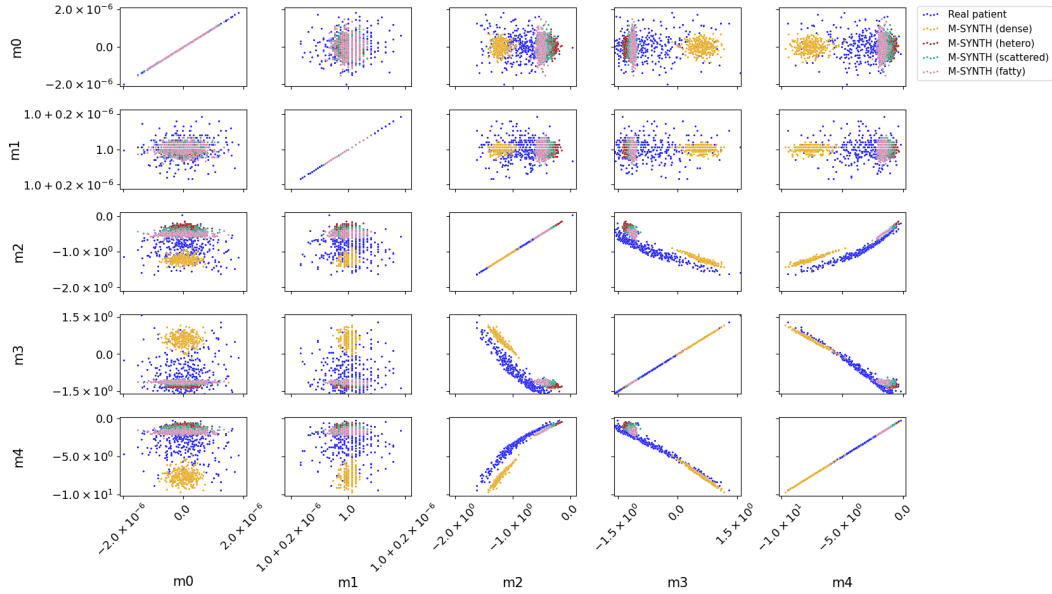 Real patient
M-SYNTH (dense)
M-SYNTH (hetero)
M-SYNTH (scattered)
M-SYNTH (fatty)
m0
2.0 × 10⁻⁶
0.0
−2.0 × 10⁻⁶
m1
1.0 + 0.2 × 10⁻⁶
1.0
1.0 + 0.2 × 10⁻⁶
m2
0.0
−1.0 × 10⁰
−2.0 × 10⁰
m3
1.5 × 10⁰
0.0
−1.5 × 10⁰
m4
0.0
−5.0 × 10⁰
−1.0 × 10¹
−2.0 × 10⁻⁶
0.0
2.0 × 10⁻⁶
1.0 + 0.2 × 10⁻⁶
1.0
1.0 + 0.2 × 10⁻⁶
−2.0 × 10⁰
−1.0 × 10⁰
0.0
−1.5 × 10⁰
0.0
1.5 × 10⁰
−1.0 × 10¹
−5.0 × 10⁰
0.0
m0
m1
m2
m3
m4